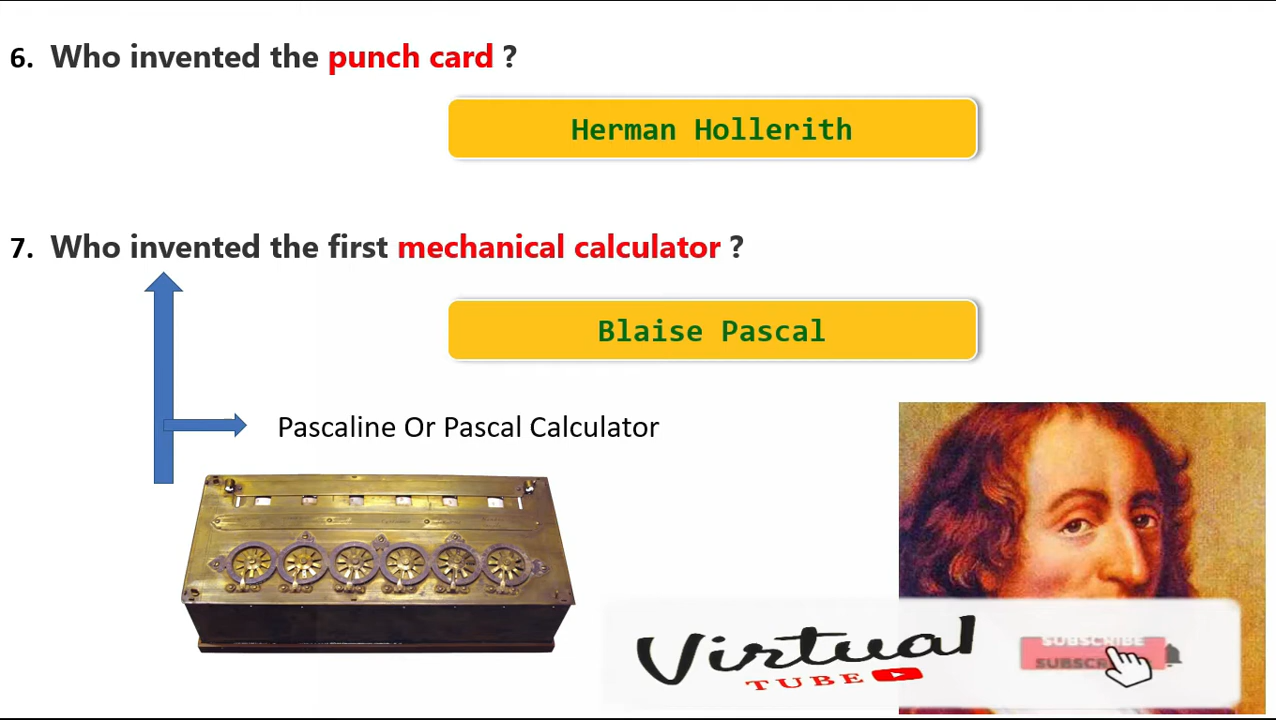 6. Who invented the punch card ?
Herman Hollerith
7. Who invented the first mechanical calculator ?
Blaise Pascal
Pascaline Or Pascal Calculator
Virtual
TUBE
SUBSCRIBE